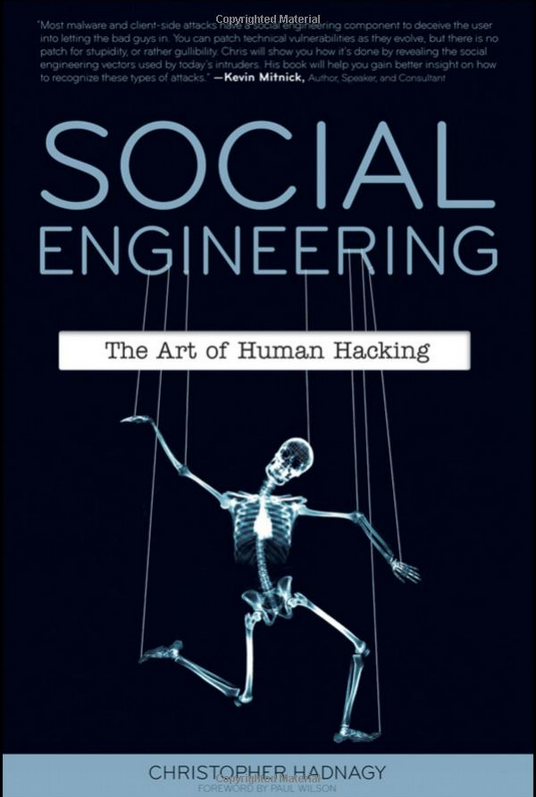 Copyrighted Material
"Most malware and client-side attacks have a social engineering component to deceive the user
into letting the bad guys in. You can patch technical vulnerabilities as they evolve, but there is no
patch for stupidity, or rather gullibility. Chris will show you how it's done by revealing the social
engineering vectors used by today's intruders. His book will help you gain better insight on how
to recognize these types of attacks." —Kevin Mitnick, Author, Speaker, and Consultant
SOCIAL
ENGINEERING
The Art of Human Hacking
CHRISTOPHER HADNAGY
Copyrighted Material
FOREWORD BY PAUL WILSON